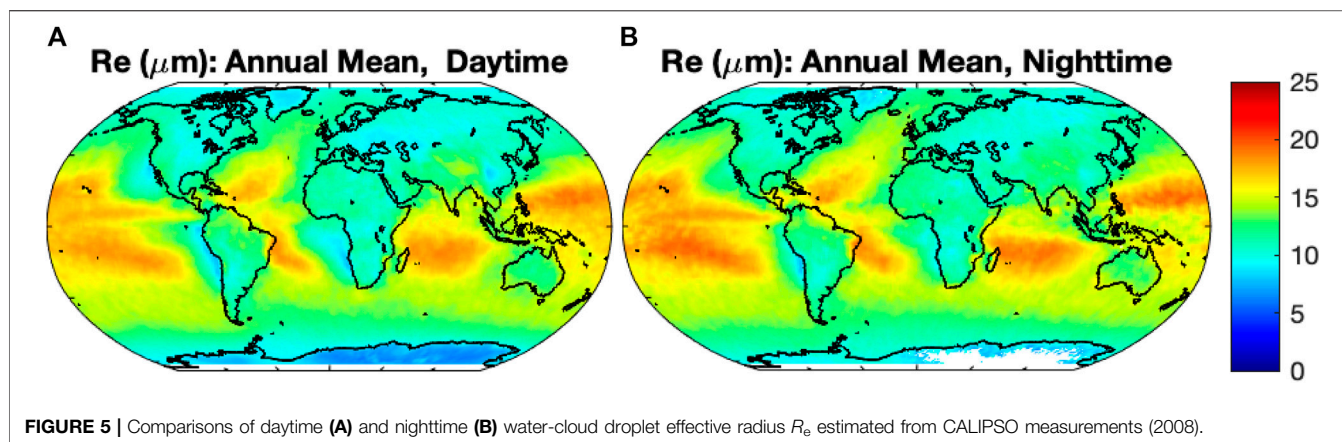 A
B
Re (μm): Annual Mean, Daytime
Re (μm): Annual Mean, Nighttime
25
20
15
10
5
0
FIGURE 5 | Comparisons of daytime (A) and nighttime (B) water-cloud droplet effective radius Re estimated from CALIPSO measurements (2008).